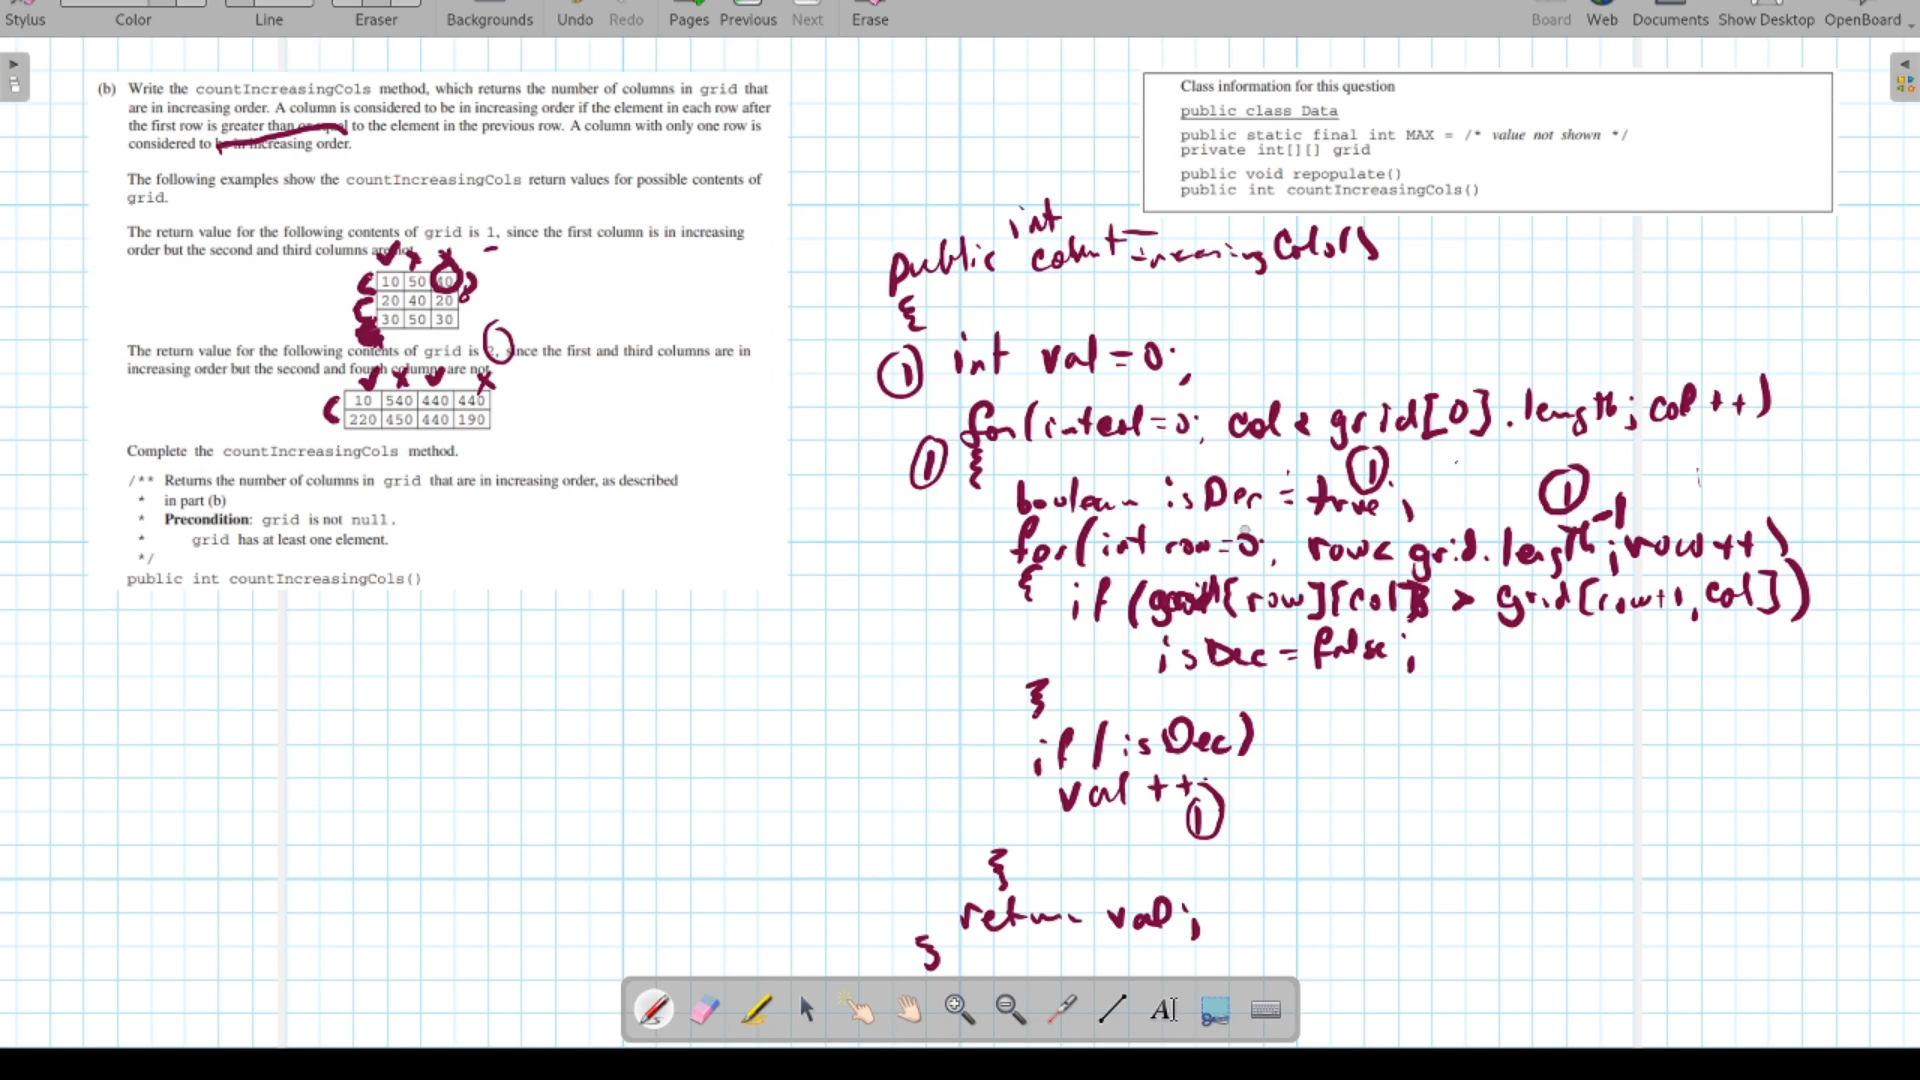 Stylus Color Line Eraser Backgrounds Undo Redo Pages Previous Next Erase Board Web Documents Show Desktop OpenBoard
(b) Write the countIncreasingCols method, which returns the number of columns in grid that
are in increasing order. A column is considered to be in increasing order if the element in each row after
the first row is greater than or equal to the element in the previous row. A column with only one row is
considered to be in increasing order.
The following examples show the countIncreasingCols return values for possible contents of
grid.
The return value for the following contents of grid is 1, since the first column is in increasing
order but the second and third columns are not.
10 50 40
20 40 20
30 50 30
The return value for the following contents of grid is 2, since the first and third columns are in
increasing order but the second and fourth columns are not.
10 540 440 440
220 450 440 190
Complete the countIncreasingCols method.
/** Returns the number of columns in grid that are in increasing order, as described
* in part (b)
* Precondition: grid is not null.
* grid has at least one element.
*/
public int countIncreasingCols()
Class information for this question
public class Data
public static final int MAX = /* value not shown */
private int[][] grid
public void repopulate()
public int countIncreasingCols()
int
public count
{
① int val=0;
for(int col=0; col < grid[0].length; col++)
① {
①
①
boolean isDec = true;
-1
for(int row=0; row< grid.length; row++)
{ if ( [row][col] > grid[row+1, col])
isDec = false;
}
if (isDec)
val ++;
①
}
return val;
}